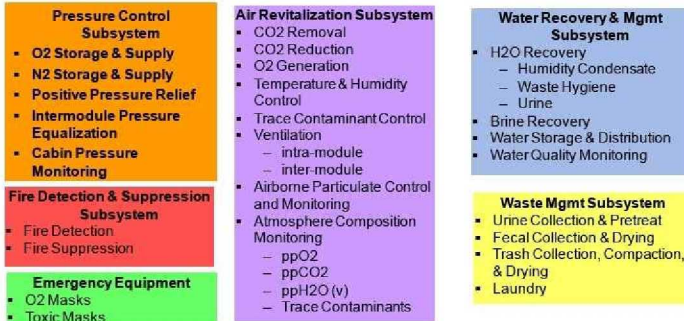 Pressure Control
Subsystem
▪ O2 Storage & Supply
▪ N2 Storage & Supply
▪ Positive Pressure Relief
▪ Intermodule Pressure
Equalization
▪ Cabin Pressure
Monitoring
Fire Detection & Suppression
Subsystem
▪ Fire Detection
▪ Fire Suppression
Emergency Equipment
▪ O2 Masks
▪ Toxic Masks
Air Revitalization Subsystem
▪ CO2 Removal
▪ CO2 Reduction
▪ O2 Generation
▪ Temperature & Humidity
Control
▪ Trace Contaminant Control
▪ Ventilation
– intra-module
– inter-module
▪ Airborne Particulate Control
and Monitoring
▪ Atmosphere Composition
Monitoring
– ppO2
– ppCO2
– ppH2O (v)
– Trace Contaminants
Water Recovery & Mgmt
Subsystem
▪ H2O Recovery
– Humidity Condensate
– Waste Hygiene
– Urine
▪ Brine Recovery
▪ Water Storage & Distribution
▪ Water Quality Monitoring
Waste Mgmt Subsystem
▪ Urine Collection & Pretreat
▪ Fecal Collection & Drying
▪ Trash Collection, Compaction,
& Drying
▪ Laundry